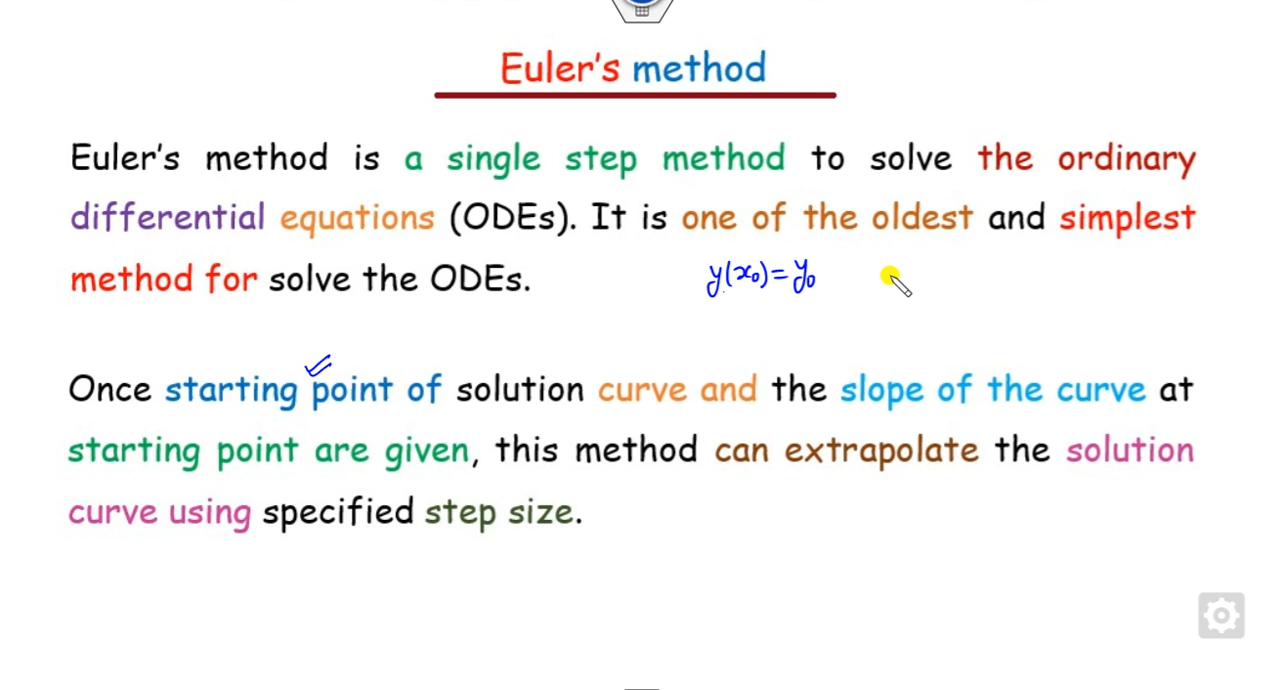 Euler's method
Euler's method is a single step method to solve the ordinary
differential equations (ODEs). It is one of the oldest and simplest
method for solve the ODEs.
y(x₀)=y₀
Once starting point of solution curve and the slope of the curve at
starting point are given, this method can extrapolate the solution
curve using specified step size.